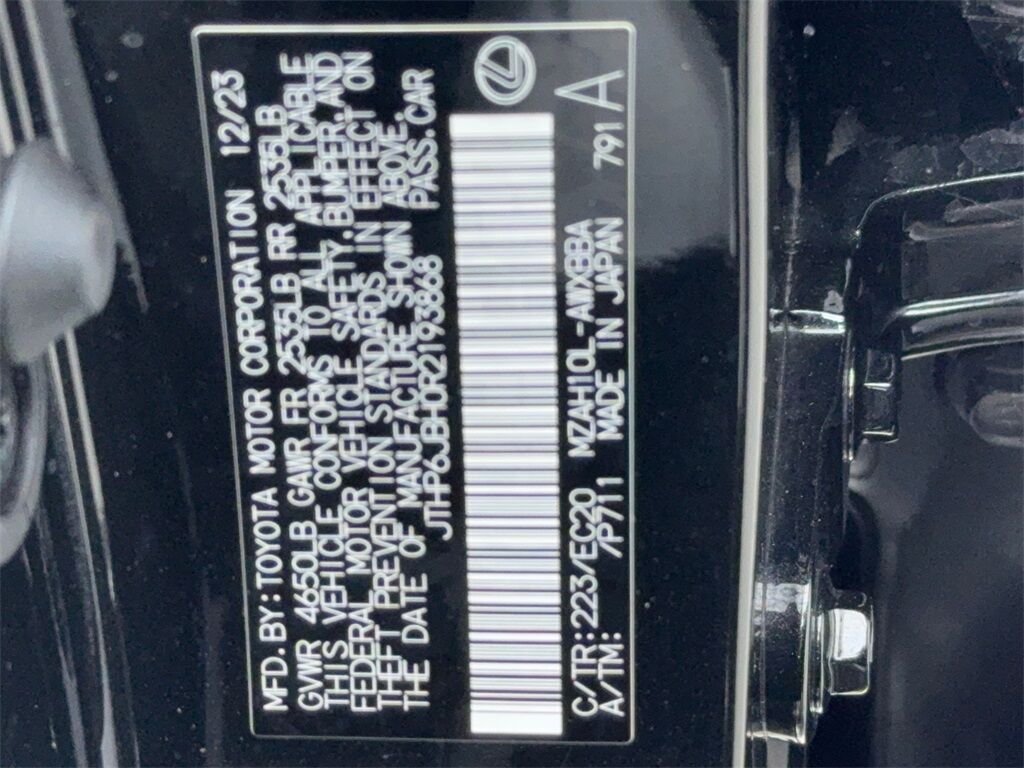 MFD. BY: TOYOTA MOTOR CORPORATION 12/23
GVWR 4650LB GAWR FR 2535LB RR 2535LB
THIS VEHICLE CONFORMS TO ALL APPLICABLE
FEDERAL MOTOR VEHICLE SAFETY, BUMPER, AND
THEFT PREVENTION STANDARDS IN EFFECT ON
THE DATE OF MANUFACTURE SHOWN ABOVE.
JTHP6JBH0R2193868 PASS. CAR
C/TR: 223/EC20 MZAH10L-AWXBBA
A/TM: /P711 MADE IN JAPAN 791 A